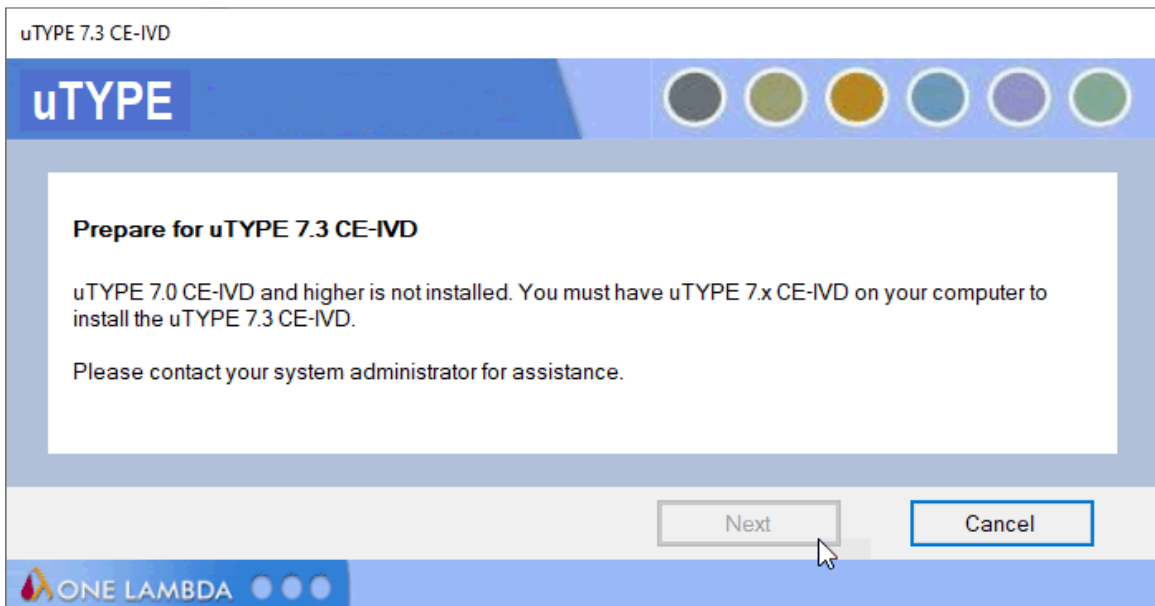 uTYPE 7.3 CE-IVD
uTYPE
Prepare for uTYPE 7.3 CE-IVD
uTYPE 7.0 CE-IVD and higher is not installed. You must have uTYPE 7.x CE-IVD on your computer to
install the uTYPE 7.3 CE-IVD.
Please contact your system administrator for assistance.
Next
Cancel
ONE LAMBDA